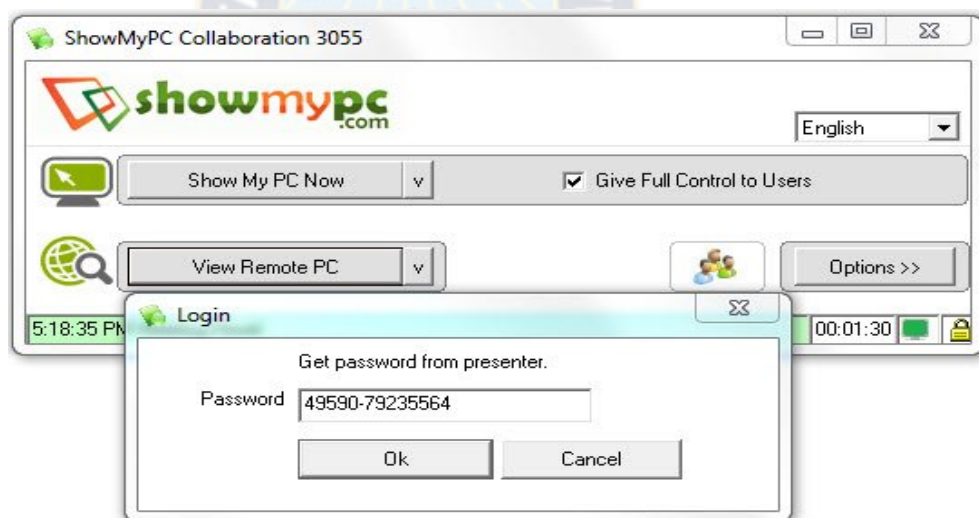 ShowMyPC Collaboration 3055
showmypc
.com
English
Show My PC Now v Give Full Control to Users
View Remote PC v Options >>
Login
5:18:35 PM 00:01:30
Get password from presenter.
Password 49590-79235564
Ok Cancel